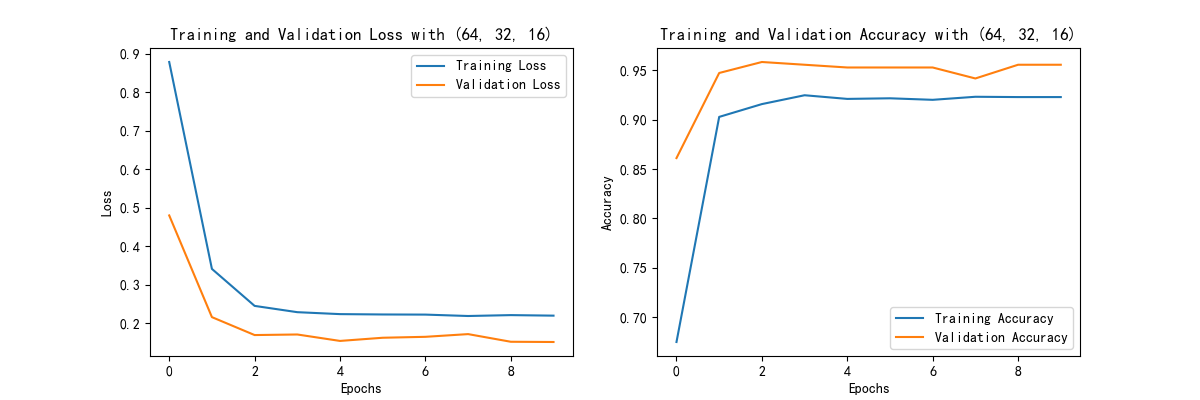 Training and Validation Loss with (64, 32, 16)
0.9
0.8
0.7
0.6
0.5
0.4
0.3
0.2
Loss
Training Loss
Validation Loss
0 2 4 6 8
Epochs
Training and Validation Accuracy with (64, 32, 16)
0.95
0.90
0.85
0.80
0.75
0.70
Accuracy
Training Accuracy
Validation Accuracy
0 2 4 6 8
Epochs